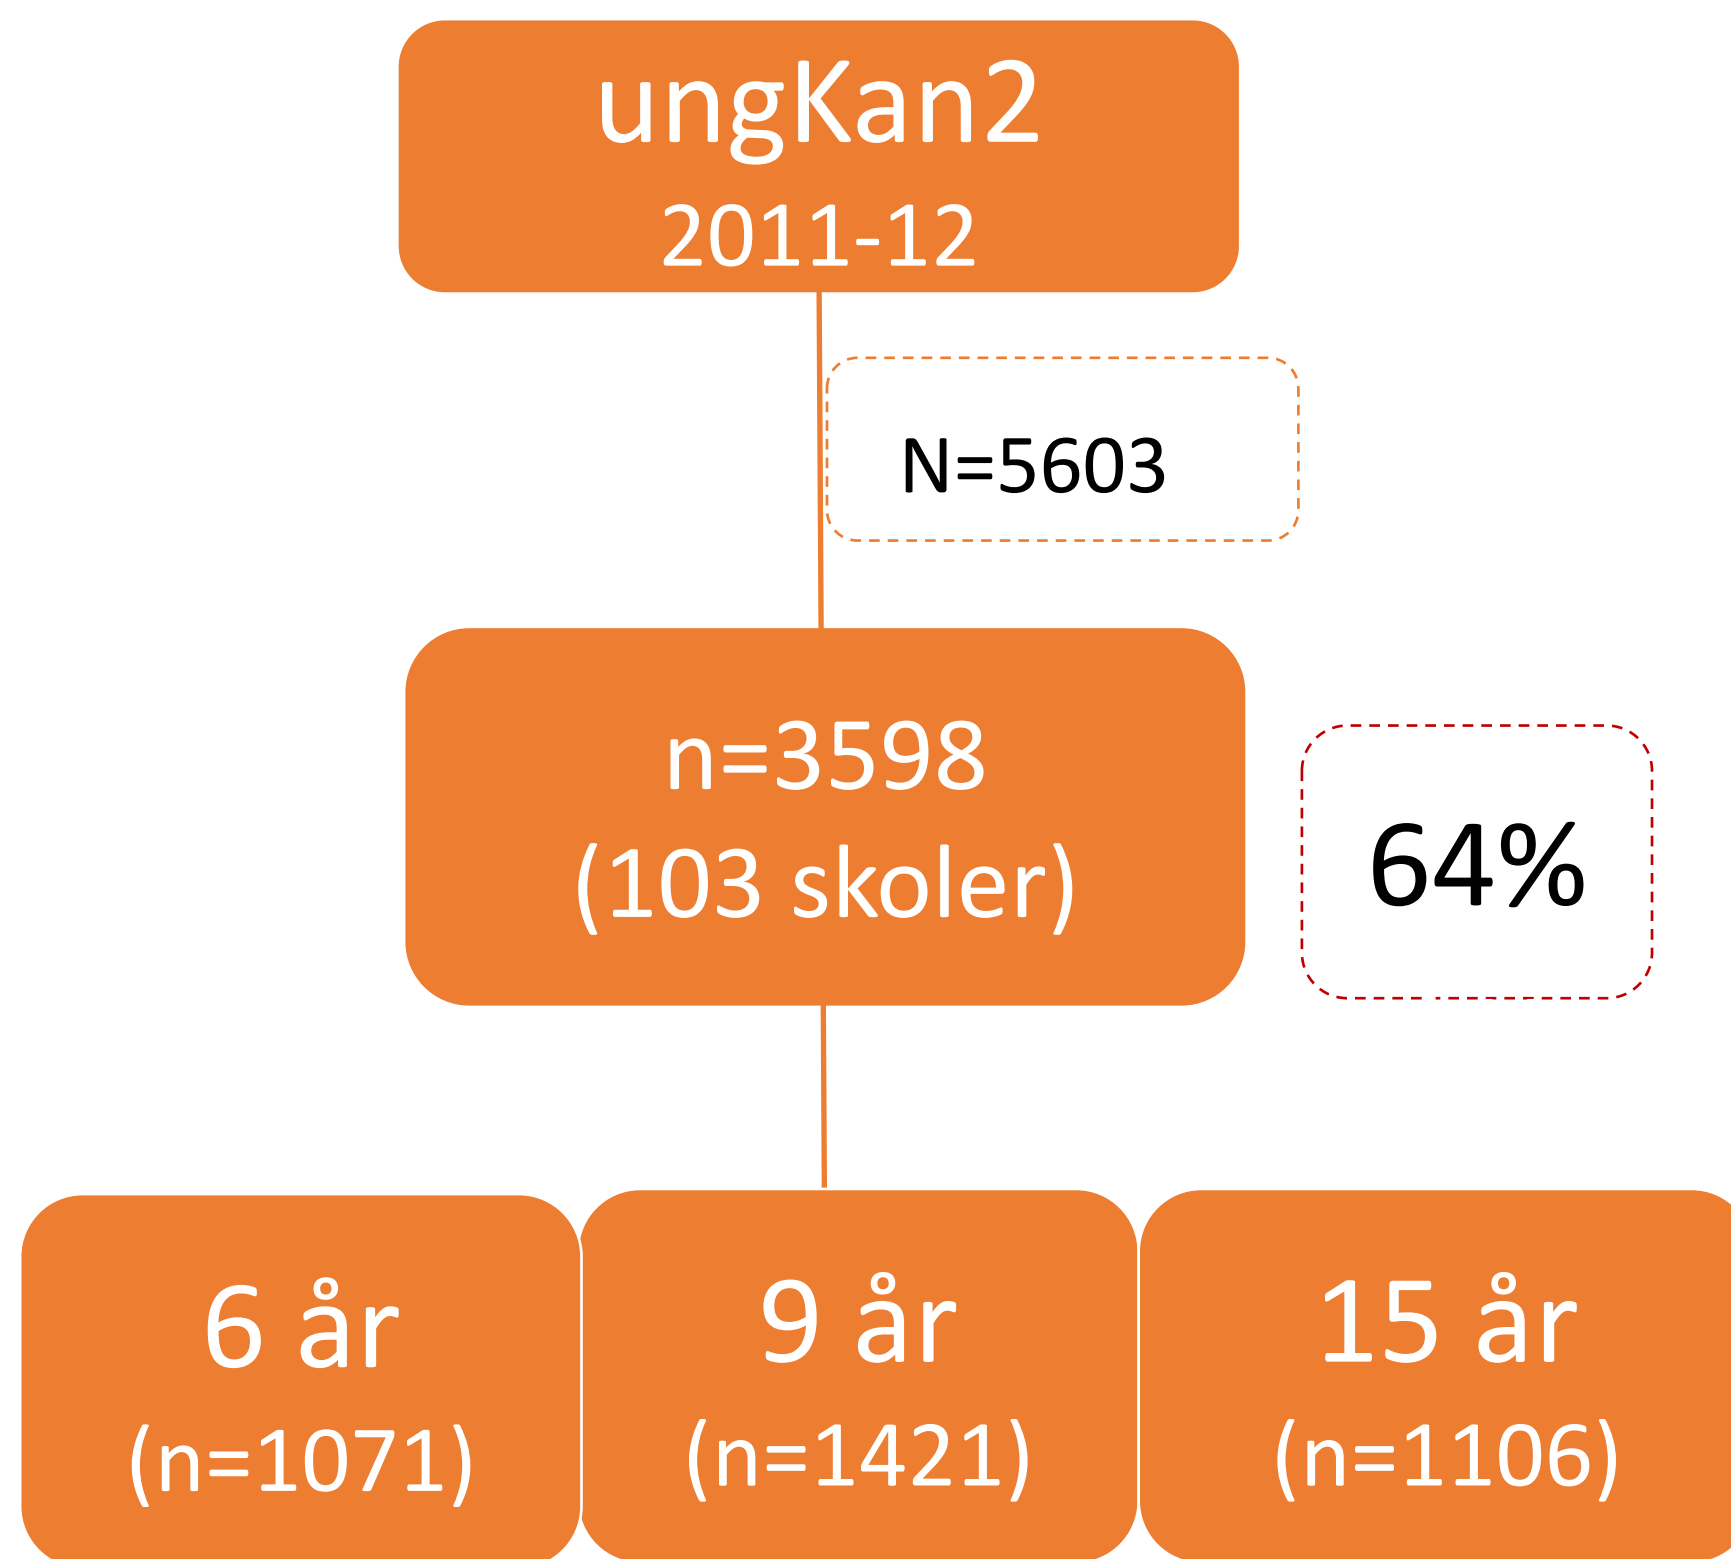 ungKan2
2011-12
N=5603
n=3598
(103 skoler)
64%
6 år
(n=1071)
9 år
(n=1421)
15 år
(n=1106)